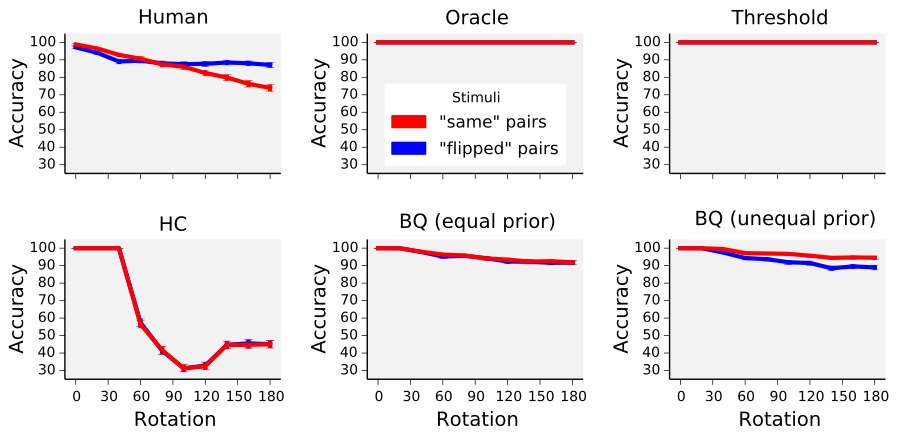 Human
Oracle
Threshold
Accuracy
100
90
80
70
60
50
40
30
Accuracy
100
90
80
70
60
50
40
30
Stimuli
"same" pairs
"flipped" pairs
Accuracy
100
90
80
70
60
50
40
30
HC
BQ (equal prior)
BQ (unequal prior)
Accuracy
100
90
80
70
60
50
40
30
0 30 60 90 120 150 180
Rotation
Accuracy
100
90
80
70
60
50
40
30
0 30 60 90 120 150 180
Rotation
Accuracy
100
90
80
70
60
50
40
30
0 30 60 90 120 150 180
Rotation